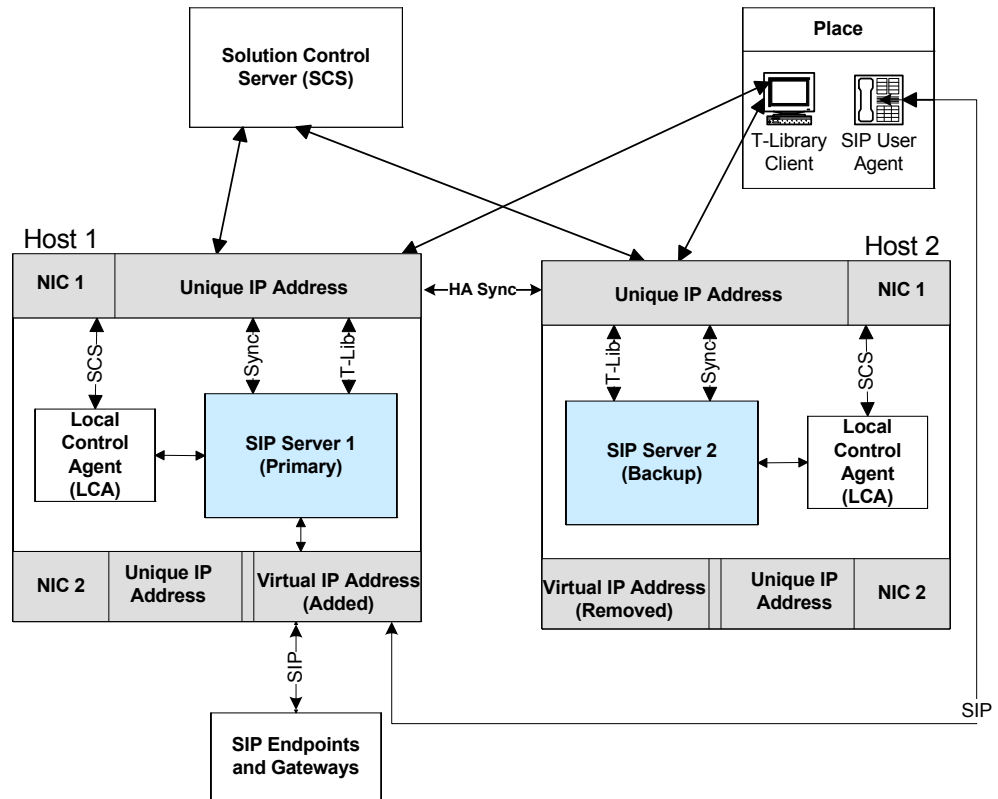 Solution Control
Server (SCS)
Place
T-Library
Client
SIP User
Agent
Host 1
Host 2
NIC 1
Unique IP Address
HA Sync
Unique IP Address
NIC 1
SCS
Sync
T-Lib
T-Lib
Sync
SCS
Local
Control
Agent
(LCA)
SIP Server 1
(Primary)
SIP Server 2
(Backup)
Local
Control
Agent
(LCA)
NIC 2
Unique IP
Address
Virtual IP Address
(Added)
Virtual IP Address
(Removed)
Unique IP
Address
NIC 2
SIP
SIP
SIP Endpoints
and Gateways